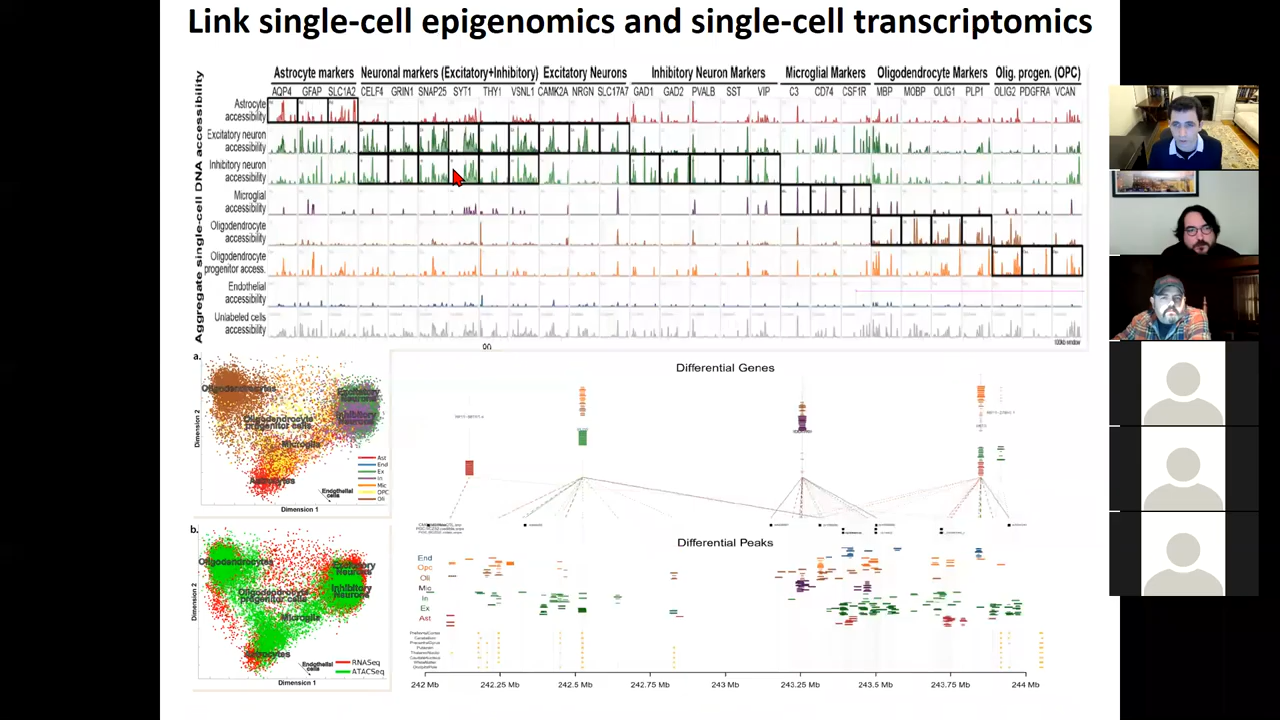 Link single-cell epigenomics and single-cell transcriptomics
Astrocyte markers Neuronal markers (Excitatory+Inhibitory) Excitatory Neurons Inhibitory Neuron Markers Microglial Markers Oligodendrocyte Markers Olig. progen. (OPC)
AQP4 GFAP SLC1A2 CELF4 GRIN1 SNAP25 SYT1 THY1 VSNL1 CAMK2A NRGN SLC17A7 GAD1 GAD2 PVALB SST VIP C3 CD74 CSF1R MBP MOBP OLIG1 PLP1 OLIG2 PDGFRA VCAN
Aggregate single-cell DNA accessibility
Astrocyte
accessibility
Excitatory neuron
accessibility
Inhibitory neuron
accessibility
Microglial
accessibility
Oligodendrocyte
accessibility
Oligodendrocyte
progenitor access.
Endothelial
accessibility
Unlabeled cells
accessibility
100kb window
a.
Oligodendrocytes
Excitatory
Neurons
Inhibitory
Neurons
Oligodendrocyte
progenitor cells
Microglia
Astrocytes
Endothelial
cells
Ast
End
Ex
In
Mic
OPC
Oli
Dimension 2
Dimension 1
Differential Genes
b.
Oligodendrocytes
Excitatory
Neurons
Inhibitory
Neurons
Oligodendrocyte
progenitor cells
Microglia
Astrocytes
Endothelial
cells
RNASeq
ATACSeq
Dimension 2
Dimension 1
Differential Peaks
End
Opc
Oli
Mic
In
Ex
Ast
242 Mb 242.25 Mb 242.5 Mb 242.75 Mb 243 Mb 243.25 Mb 243.5 Mb 243.75 Mb 244 Mb